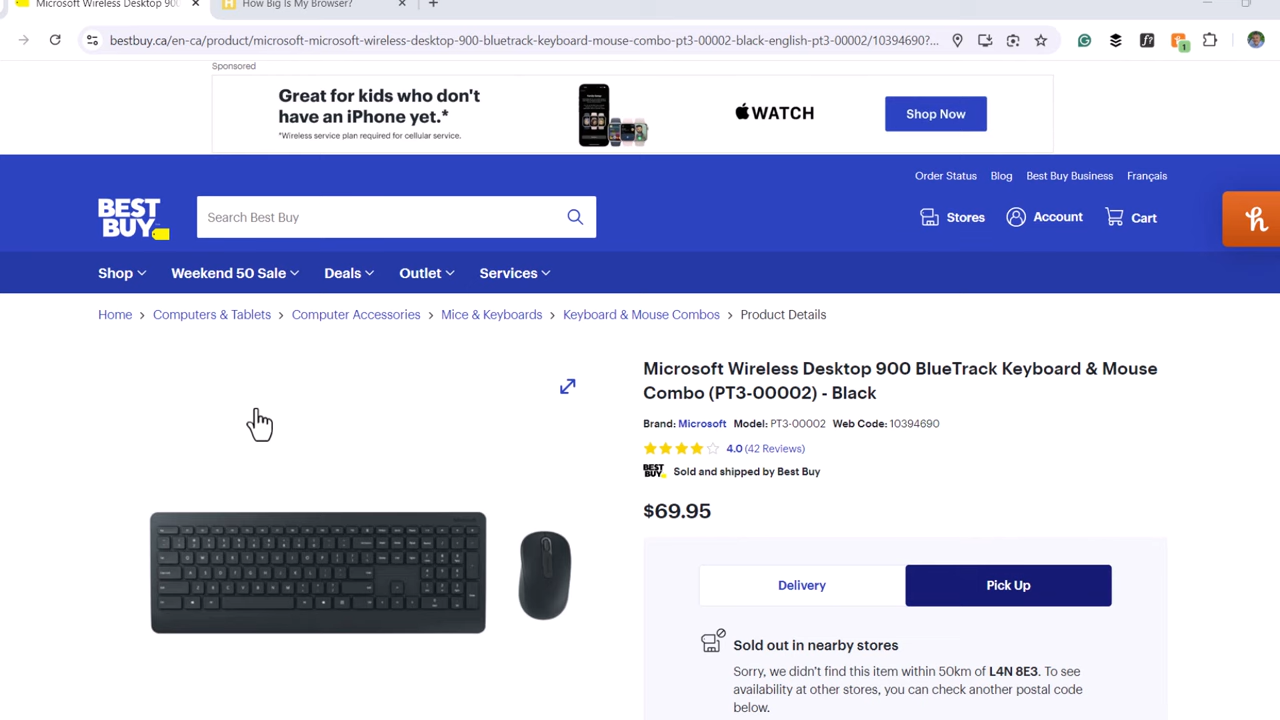 Microsoft Wireless Desktop 900
How Big Is My Browser?
bestbuy.ca/en-ca/product/microsoft-microsoft-wireless-desktop-900-bluetrack-keyboard-mouse-combo-pt3-00002-black-english-pt3-00002/10394690?...
1
Sponsored
Great for kids who don't
have an iPhone yet.*
*Wireless service plan required for cellular service.
WATCH
Shop Now
Order Status Blog Best Buy Business Français
BEST
BUY
Search Best Buy
Stores Account Cart
Shop Weekend 50 Sale Deals Outlet Services
Home > Computers & Tablets > Computer Accessories > Mice & Keyboards > Keyboard & Mouse Combos > Product Details
Microsoft Wireless Desktop 900 BlueTrack Keyboard & Mouse
Combo (PT3-00002) - Black
Brand: Microsoft Model: PT3-00002 Web Code: 10394690
4.0 (42 Reviews)
BEST BUY Sold and shipped by Best Buy
$69.95
Delivery Pick Up
Sold out in nearby stores
Sorry, we didn't find this item within 50km of L4N 8E3. To see
availability at other stores, you can check another postal code
below.